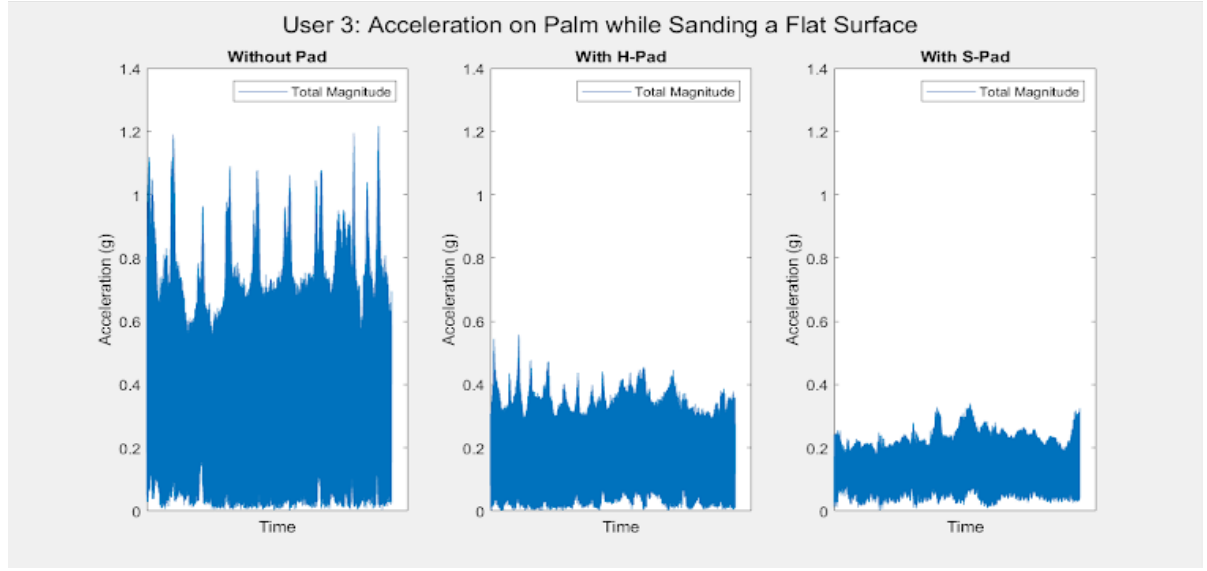 User 3: Acceleration on Palm while Sanding a Flat Surface
Without Pad
With H-Pad
With S-Pad
Total Magnitude
Total Magnitude
Total Magnitude
Acceleration (g)
1.4
1.2
1
0.8
0.6
0.4
0.2
0
Time
Acceleration (g)
1.4
1.2
1
0.8
0.6
0.4
0.2
0
Time
Acceleration (g)
1.4
1.2
1
0.8
0.6
0.4
0.2
0
Time